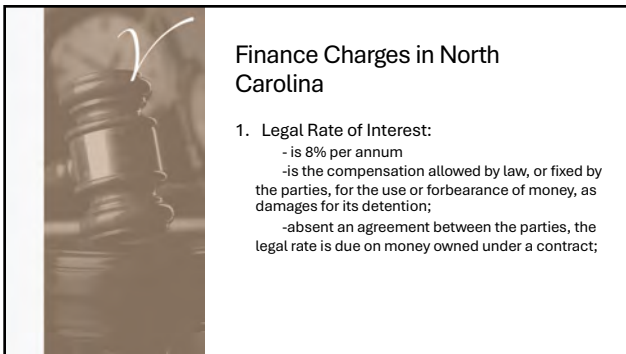 Finance Charges in North
Carolina
1. Legal Rate of Interest:
- is 8% per annum
-is the compensation allowed by law, or fixed by
the parties, for the use or forbearance of money, as
damages for its detention;
-absent an agreement between the parties, the
legal rate is due on money owned under a contract;